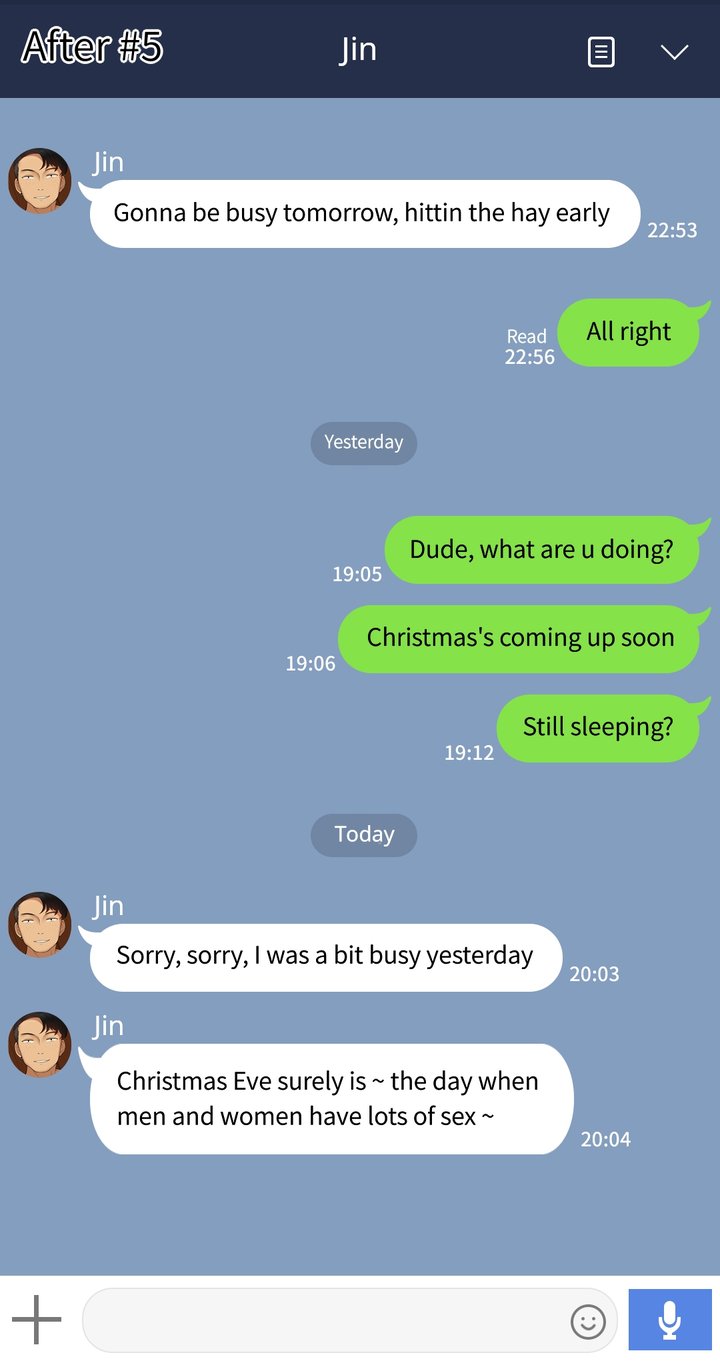 After #5
Jin
Jin
Gonna be busy tomorrow, hittin the hay early
22:53
All right
Read
22:56
Yesterday
Dude, what are u doing?
19:05
Christmas's coming up soon
19:06
Still sleeping?
19:12
Today
Jin
Sorry, sorry, I was a bit busy yesterday
20:03
Jin
Christmas Eve surely is ~ the day when
men and women have lots of sex ~
20:04